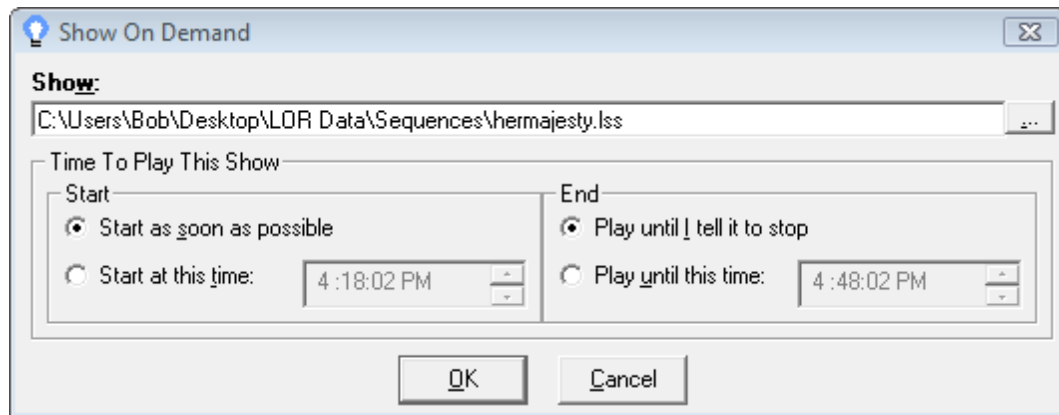 Show On Demand
Show:
C:\Users\Bob\Desktop\LOR Data\Sequences\hermajesty.lss
...
Time To Play This Show
Start
Start as soon as possible
Start at this time:
4 :18:02 PM
End
Play until I tell it to stop
Play until this time:
4 :48:02 PM
OK
Cancel